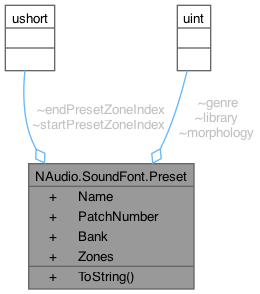 ushort
uint
~endPresetZoneIndex
~startPresetZoneIndex
~genre
~library
~morphology
NAudio.SoundFont.Preset
+ Name
+ PatchNumber
+ Bank
+ Zones
+ ToString()